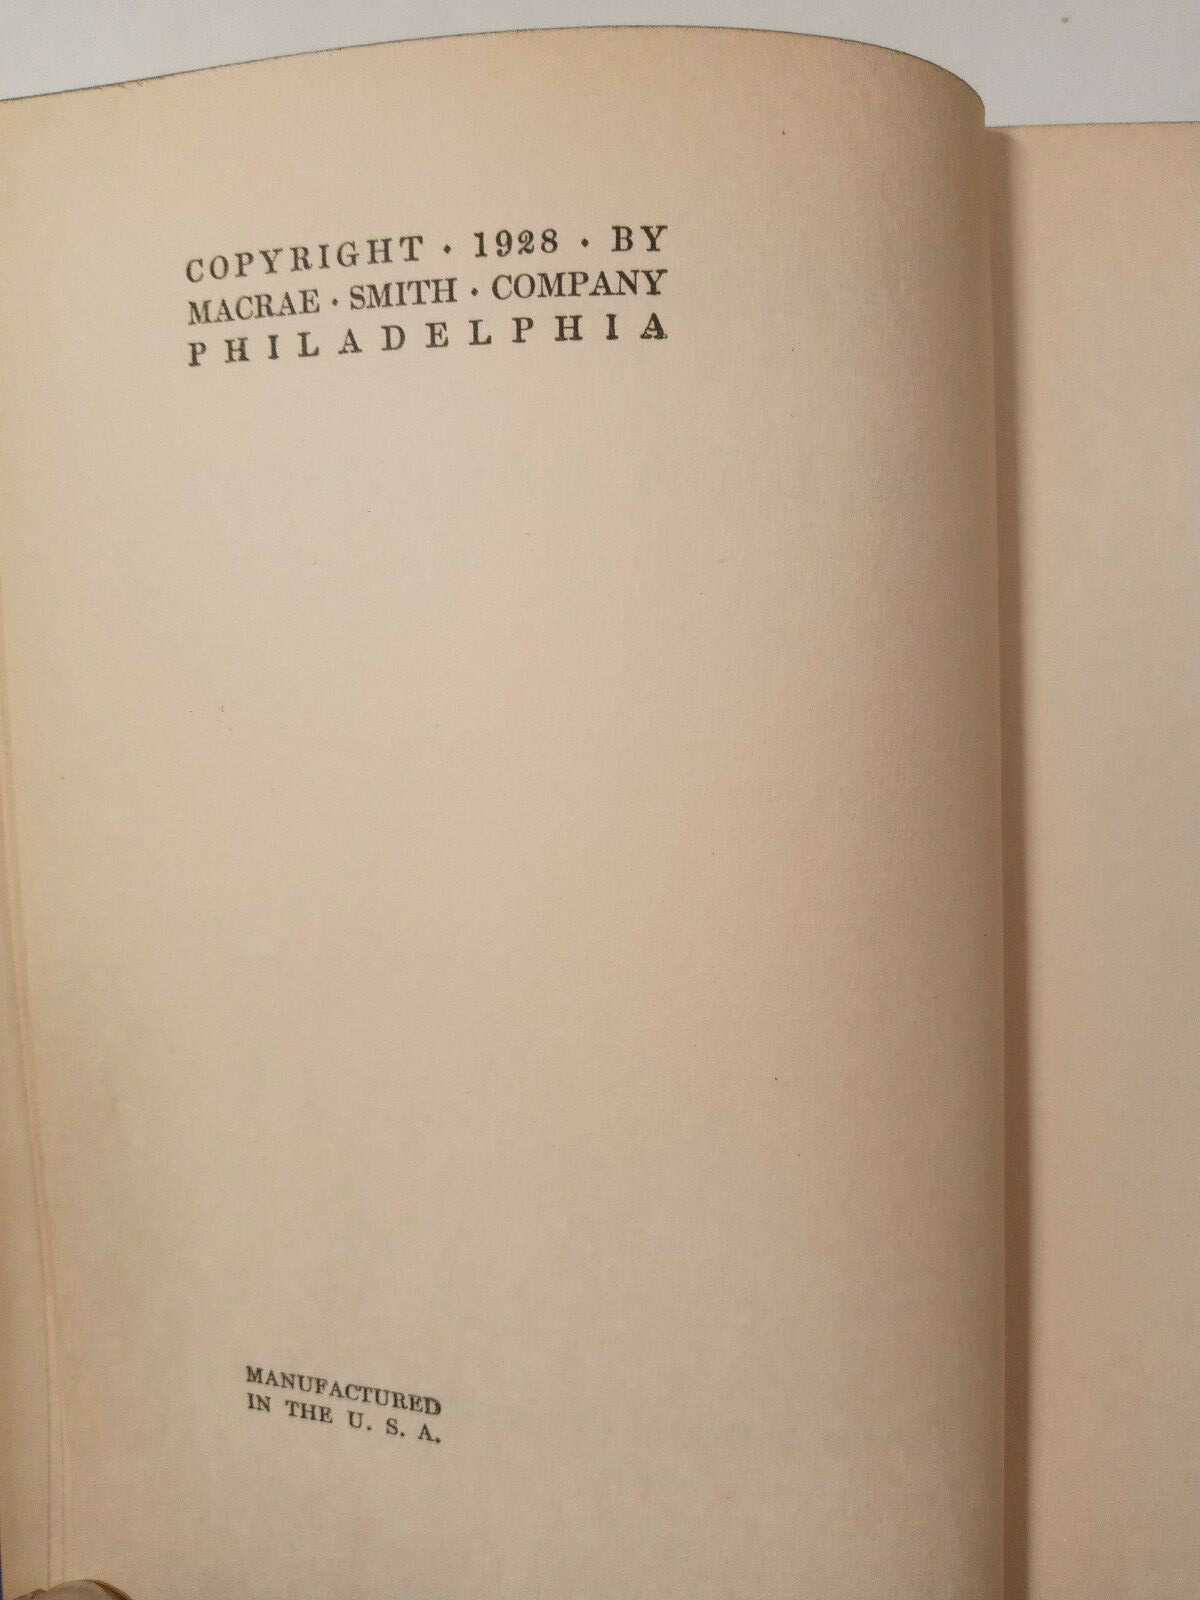 COPYRIGHT · 1928 · BY
MACRAE · SMITH · COMPANY
PHILADELPHIA
MANUFACTURED
IN THE U. S. A.